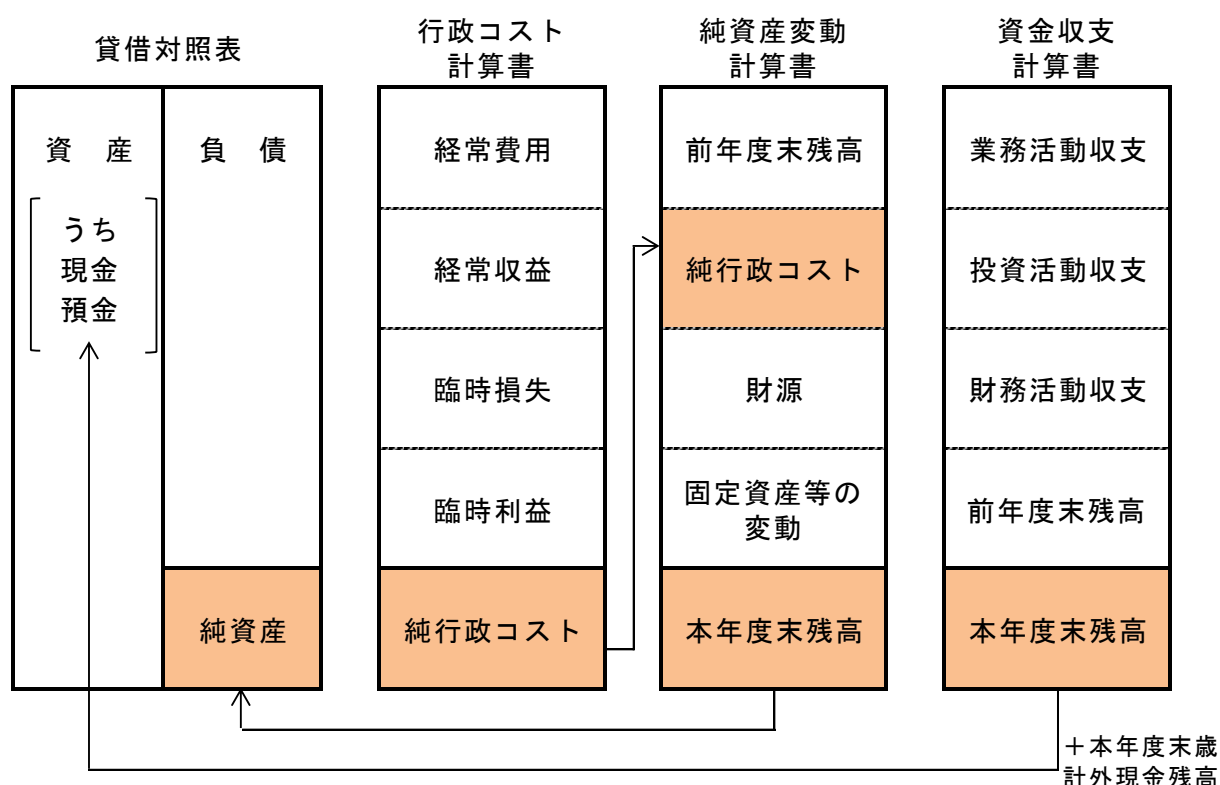 貸借対照表
資　産
うち
現金
預金
負　債
純資産
行政コスト
計算書
経常費用
経常収益
臨時損失
臨時利益
純行政コスト
純資産変動
計算書
前年度末残高
純行政コスト
財源
固定資産等の
変動
本年度末残高
資金収支
計算書
業務活動収支
投資活動収支
財務活動収支
前年度末残高
本年度末残高
＋本年度末歳
計外現金残高